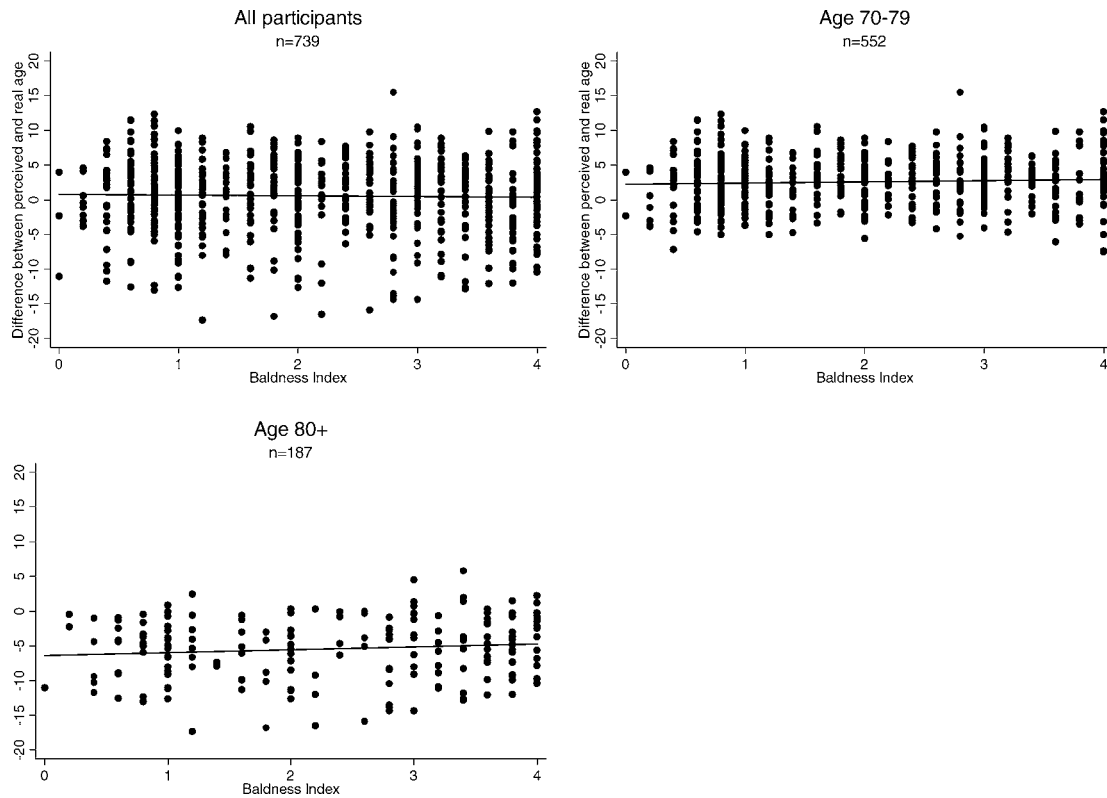 All participants
n=739
Difference between perceived and real age
20
15
10
5
0
-5
-10
-15
-20
0 1 2 3 4
Baldness Index
Age 70-79
n=552
Difference between perceived and real age
20
15
10
5
0
-5
-10
-15
-20
0 1 2 3 4
Baldness Index
Age 80+
n=187
20
15
10
5
0
-5
-10
-15
-20
0 1 2 3 4
Baldness Index